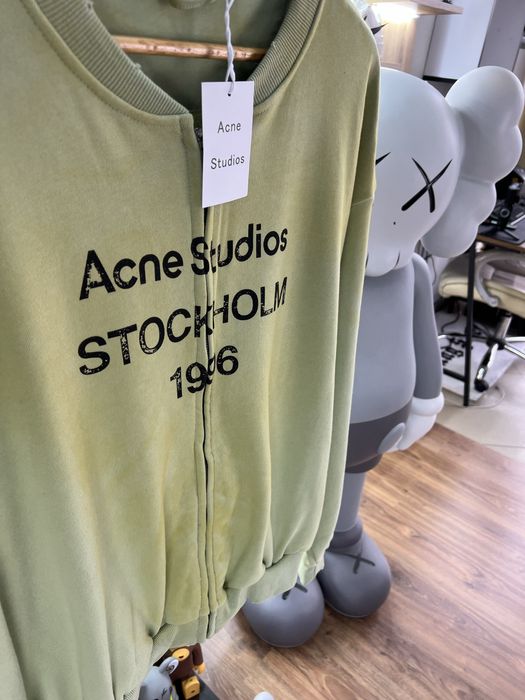 Acne
Studios
Acne Studios
STOCKHOLM
1996